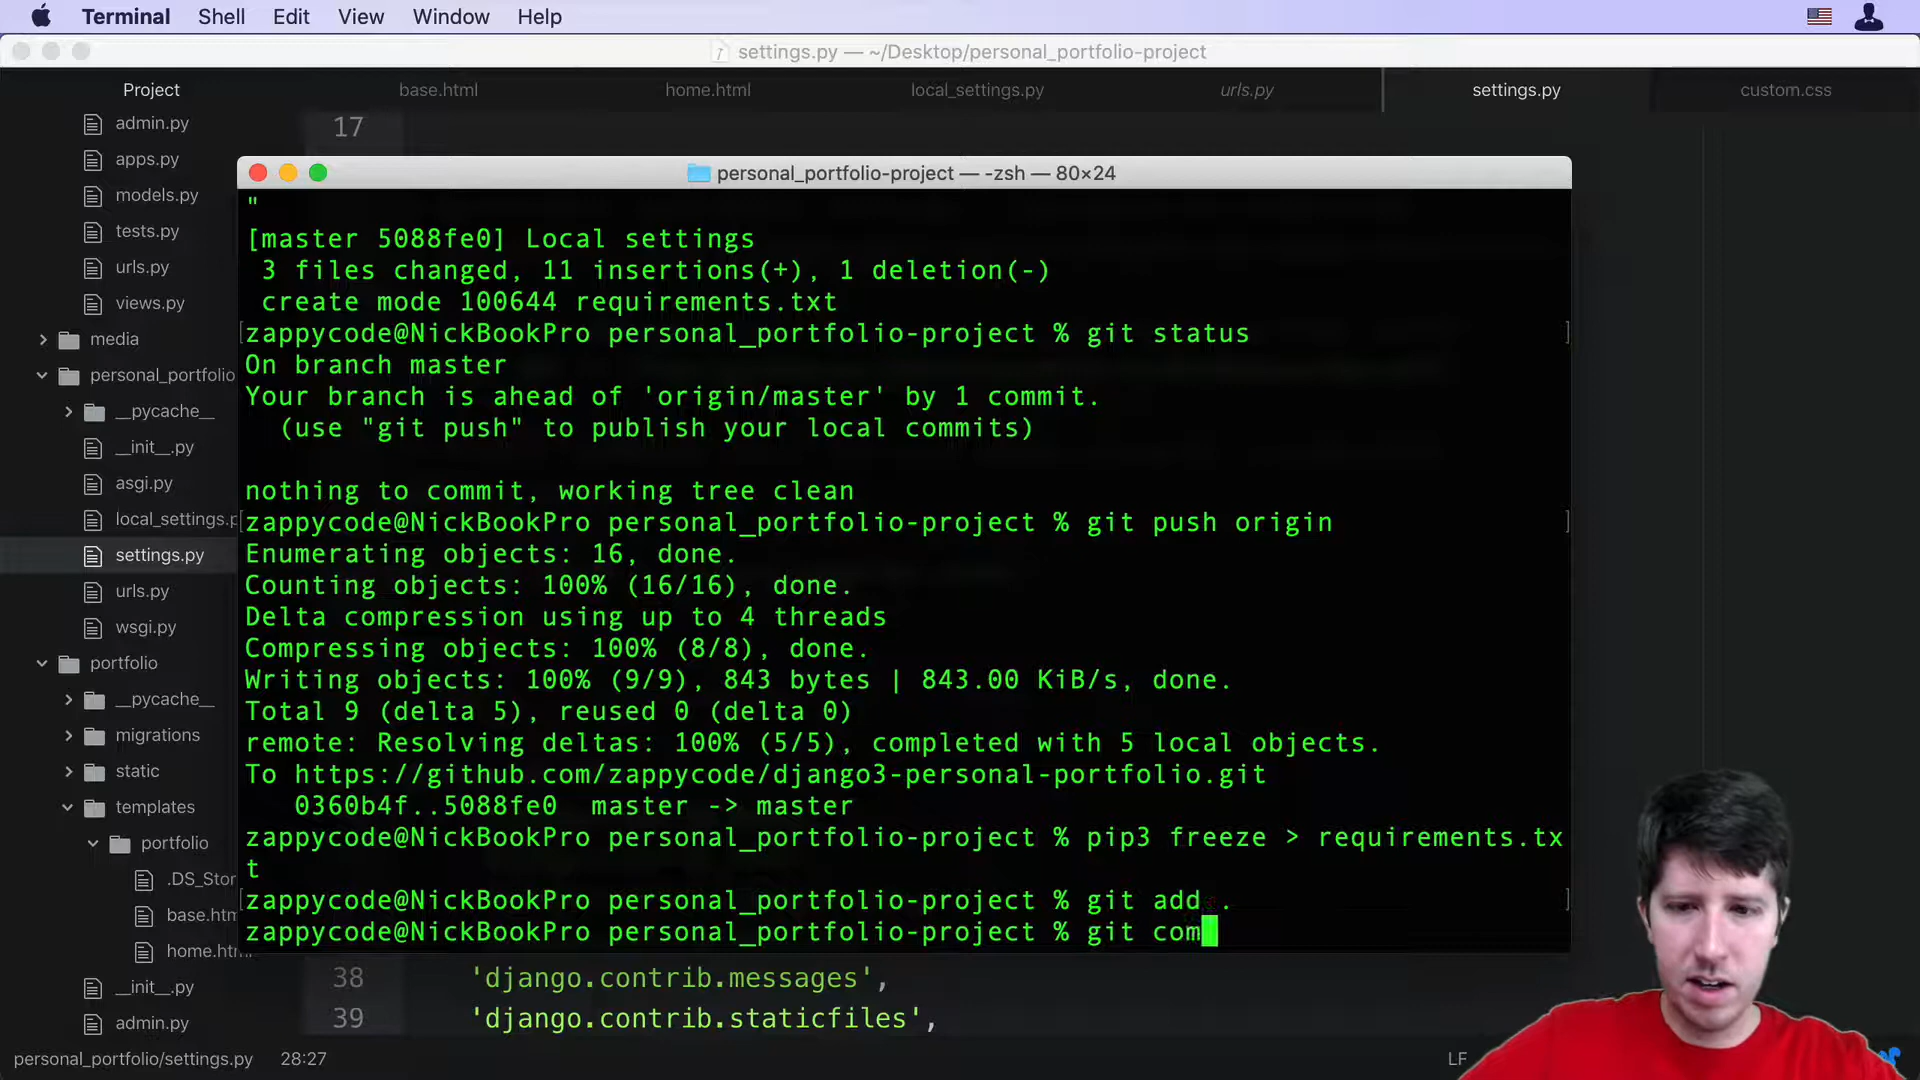 Terminal Shell Edit View Window Help
settings.py — ~/Desktop/personal_portfolio-project
Project
base.html
home.html
local_settings.py
urls.py
settings.py
custom.css
admin.py
apps.py
models.py
tests.py
urls.py
views.py
media
personal_portfolio
__pycache__
__init__.py
asgi.py
local_settings.p
settings.py
urls.py
wsgi.py
portfolio
__pycache__
migrations
static
templates
portfolio
.DS_Stor
base.htm
home.htm
__init__.py
admin.py
17
personal_portfolio-project — -zsh — 80×24
"
[master 5088fe0] Local settings
3 files changed, 11 insertions(+), 1 deletion(-)
create mode 100644 requirements.txt
[zappycode@NickBookPro personal_portfolio-project % git status ]
On branch master
Your branch is ahead of 'origin/master' by 1 commit.
(use "git push" to publish your local commits)
nothing to commit, working tree clean
[zappycode@NickBookPro personal_portfolio-project % git push origin ]
Enumerating objects: 16, done.
Counting objects: 100% (16/16), done.
Delta compression using up to 4 threads
Compressing objects: 100% (8/8), done.
Writing objects: 100% (9/9), 843 bytes | 843.00 KiB/s, done.
Total 9 (delta 5), reused 0 (delta 0)
remote: Resolving deltas: 100% (5/5), completed with 5 local objects.
To https://github.com/zappycode/django3-personal-portfolio.git
0360b4f..5088fe0 master -> master
zappycode@NickBookPro personal_portfolio-project % pip3 freeze > requirements.tx
t
[zappycode@NickBookPro personal_portfolio-project % git add . ]
zappycode@NickBookPro personal_portfolio-project % git com
38 'django.contrib.messages',
39 'django.contrib.staticfiles',
personal_portfolio/settings.py 28:27
LF